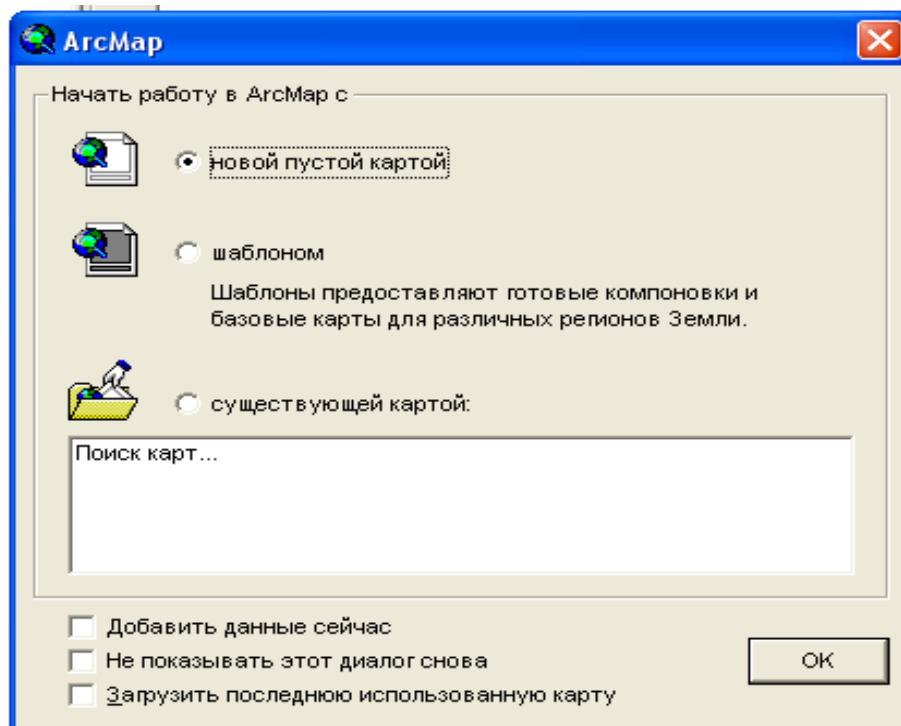 ArcMap
Начать работу в ArcMap с
новой пустой картой
шаблоном
Шаблоны предоставляют готовые компоновки и
базовые карты для различных регионов Земли.
существующей картой:
Поиск карт...
Добавить данные сейчас
Не показывать этот диалог снова
Загрузить последнюю использованную карту
OK